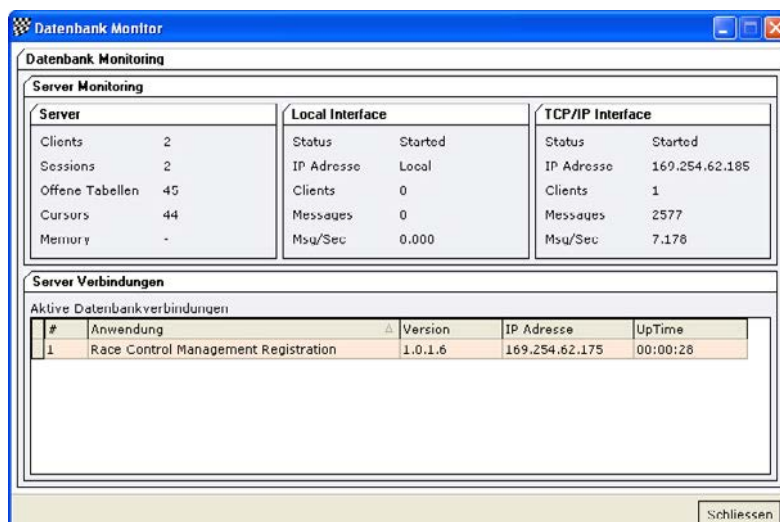 Datenbank Monitor
Datenbank Monitoring
Server Monitoring
Server Local Interface TCP/IP Interface
Clients 2 Status Started Status Started
Sessions 2 IP Adresse Local IP Adresse 169.254.62.185
Offene Tabellen 45 Clients 0 Clients 1
Cursors 44 Messages 0 Messages 2577
Memory - Msg/Sec 0.000 Msg/Sec 7.178
Server Verbindungen
Aktive Datenbankverbindungen
# Anwendung Version IP Adresse UpTime
1 Race Control Management Registration 1.0.1.6 169.254.62.175 00:00:28
Schliessen